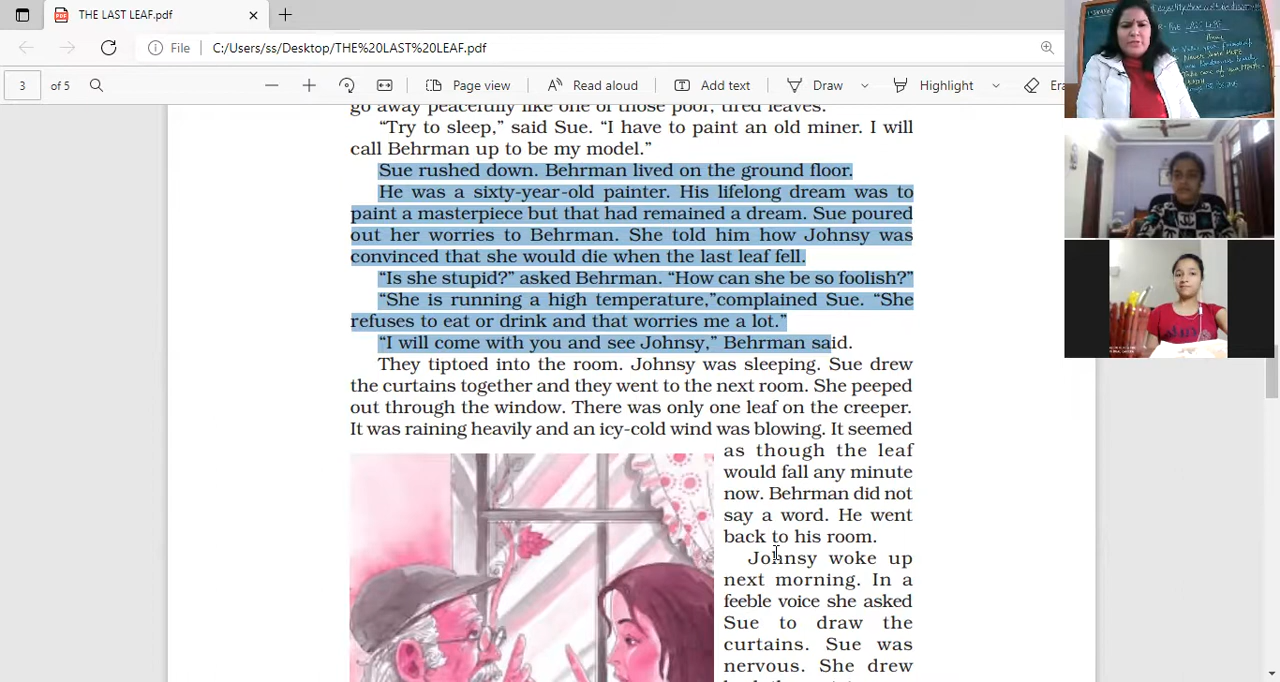 THE LAST LEAF.pdf
File
C:/Users/ss/Desktop/THE%20LAST%20LEAF.pdf
3 of 5
Page view
Read aloud
Add text
Draw
Highlight
Era
go away peacefully like one of those poor, tired leaves.
“Try to sleep,” said Sue. “I have to paint an old miner. I will
call Behrman up to be my model.”
Sue rushed down. Behrman lived on the ground floor.
He was a sixty-year-old painter. His lifelong dream was to
paint a masterpiece but that had remained a dream. Sue poured
out her worries to Behrman. She told him how Johnsy was
convinced that she would die when the last leaf fell.
“Is she stupid?” asked Behrman. “How can she be so foolish?”
“She is running a high temperature,”complained Sue. “She
refuses to eat or drink and that worries me a lot.”
“I will come with you and see Johnsy,” Behrman said.
They tiptoed into the room. Johnsy was sleeping. Sue drew
the curtains together and they went to the next room. She peeped
out through the window. There was only one leaf on the creeper.
It was raining heavily and an icy-cold wind was blowing. It seemed
as though the leaf
would fall any minute
now. Behrman did not
say a word. He went
back to his room.
Johnsy woke up
next morning. In a
feeble voice she asked
Sue to draw the
curtains. Sue was
nervous. She drew